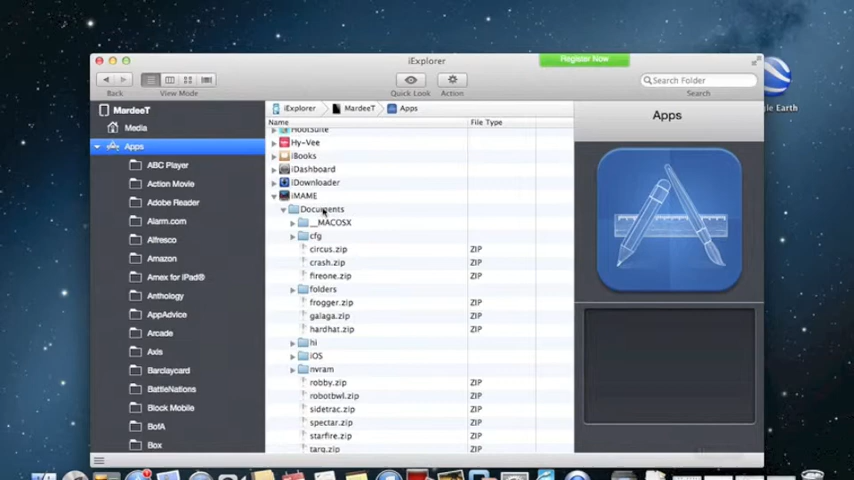 iExplorer
Register Now
Back
View Mode
Quick Look
Action
Search Folder
Search
gle Earth
MardeeT
Media
Apps
ABC Player
Action Movie
Adobe Reader
Alarm.com
Alfresco
Amazon
Amex for iPad®
Anthology
AppAdvice
Arcade
Axis
Barclaycard
BattleNations
Block Mobile
BofA
Box
iExplorer
MardeeT
Apps
Name
File Type
HootSuite
Hy-Vee
iBooks
iDashboard
iDownloader
iMAME
Documents
__MACOSX
cfg
circus.zip ZIP
crash.zip ZIP
fireone.zip ZIP
folders
frogger.zip ZIP
galaga.zip ZIP
hardhat.zip ZIP
hi
iOS
nvram
robby.zip ZIP
robotbwl.zip ZIP
sidetrac.zip ZIP
spectar.zip ZIP
starfire.zip ZIP
targ.zip ZIP
Apps